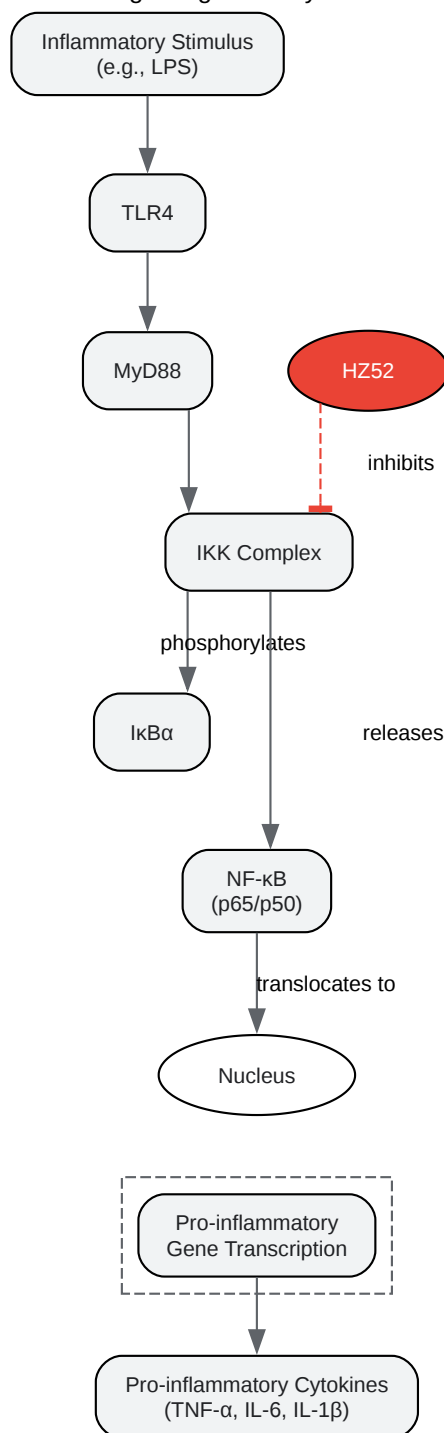 Inflammatory Stimulus
(e.g., LPS)
TLR4
MyD88
HZ52
inhibits
IKK Complex
phosphorylates
IκBα
releases
NF-κB
(p65/p50)
translocates to
Nucleus
Pro-inflammatory
Gene Transcription
Pro-inflammatory Cytokines
(TNF-α, IL-6, IL-1β)